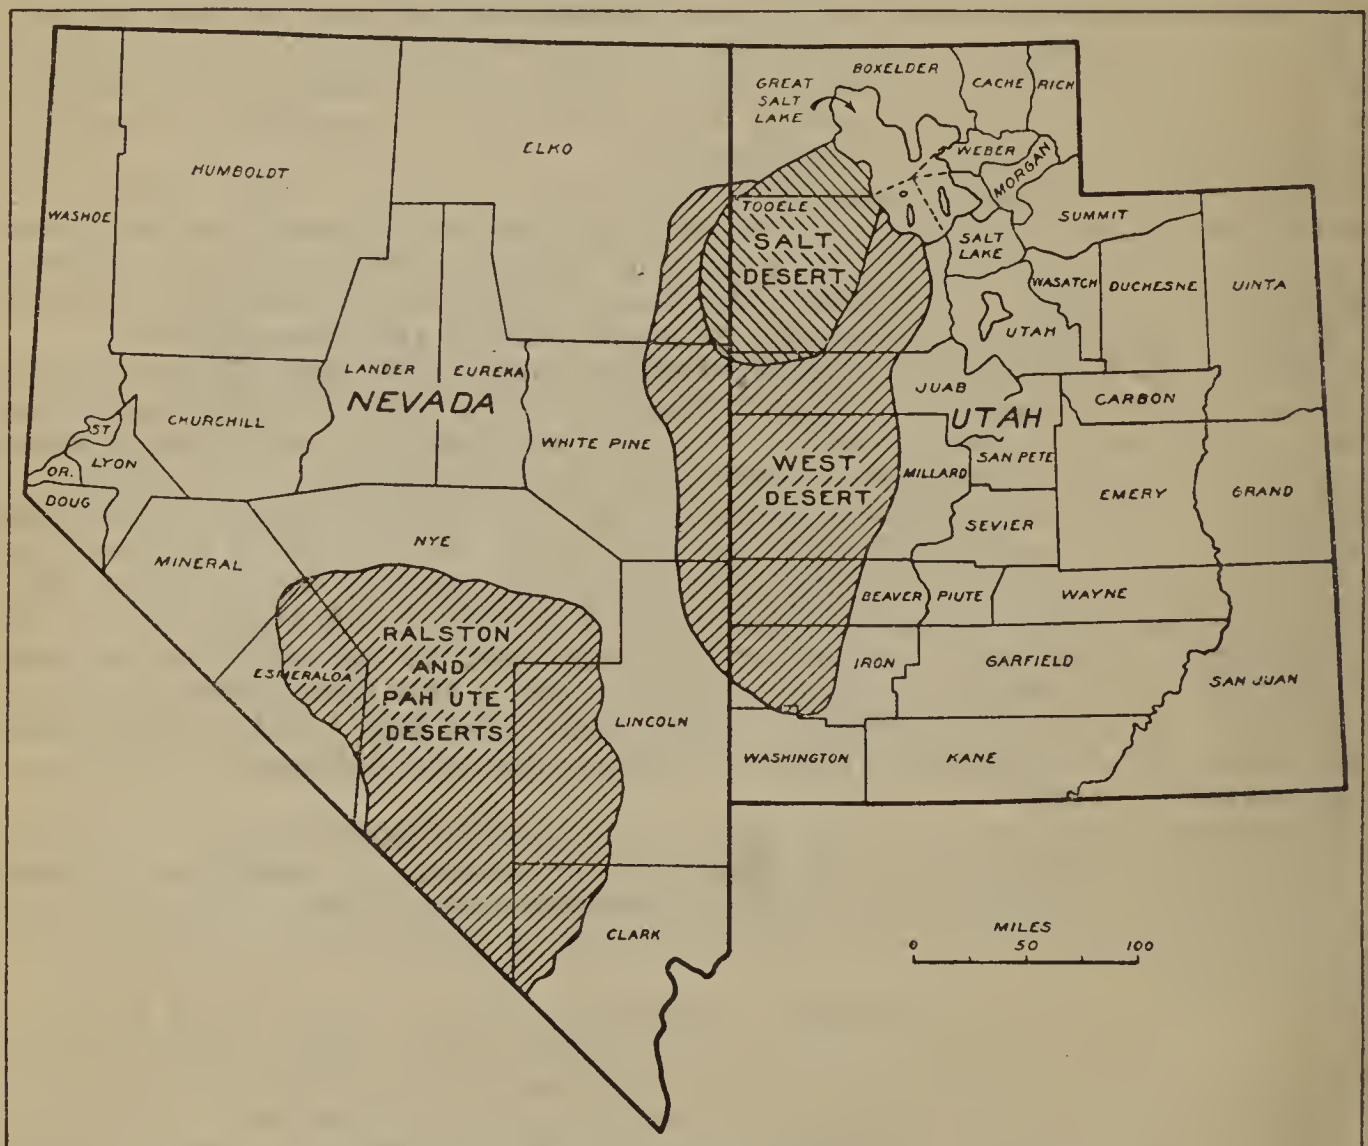 BOXELDER
CACHE
RICH
GREAT
SALT
LAKE
ELKO
HUMBOLDT
WEBER
MORGAN
WASHOE
TOOELE
SUMMIT
SALT
DESERT
SALT
LAKE
WASATCH
DUCHESNE
UINTA
UTAH
LANDER
EUREKA
NEVADA
JUAB
UTAH
CARBON
CHURCHILL
ST.
WHITE PINE
LYON
OR.
DOUG
WEST
DESERT
MILLARD
SAN PETE
EMERY
GRAND
SEVIER
NYE
MINERAL
BEAVER
PIUTE
WAYNE
RALSTON
AND
PAH UTE
DESERTS
ESMERALOA
IRON
GARFIELD
SAN JUAN
LINCOLN
WASHINGTON
KANE
CLARK
MILES
0 50 100